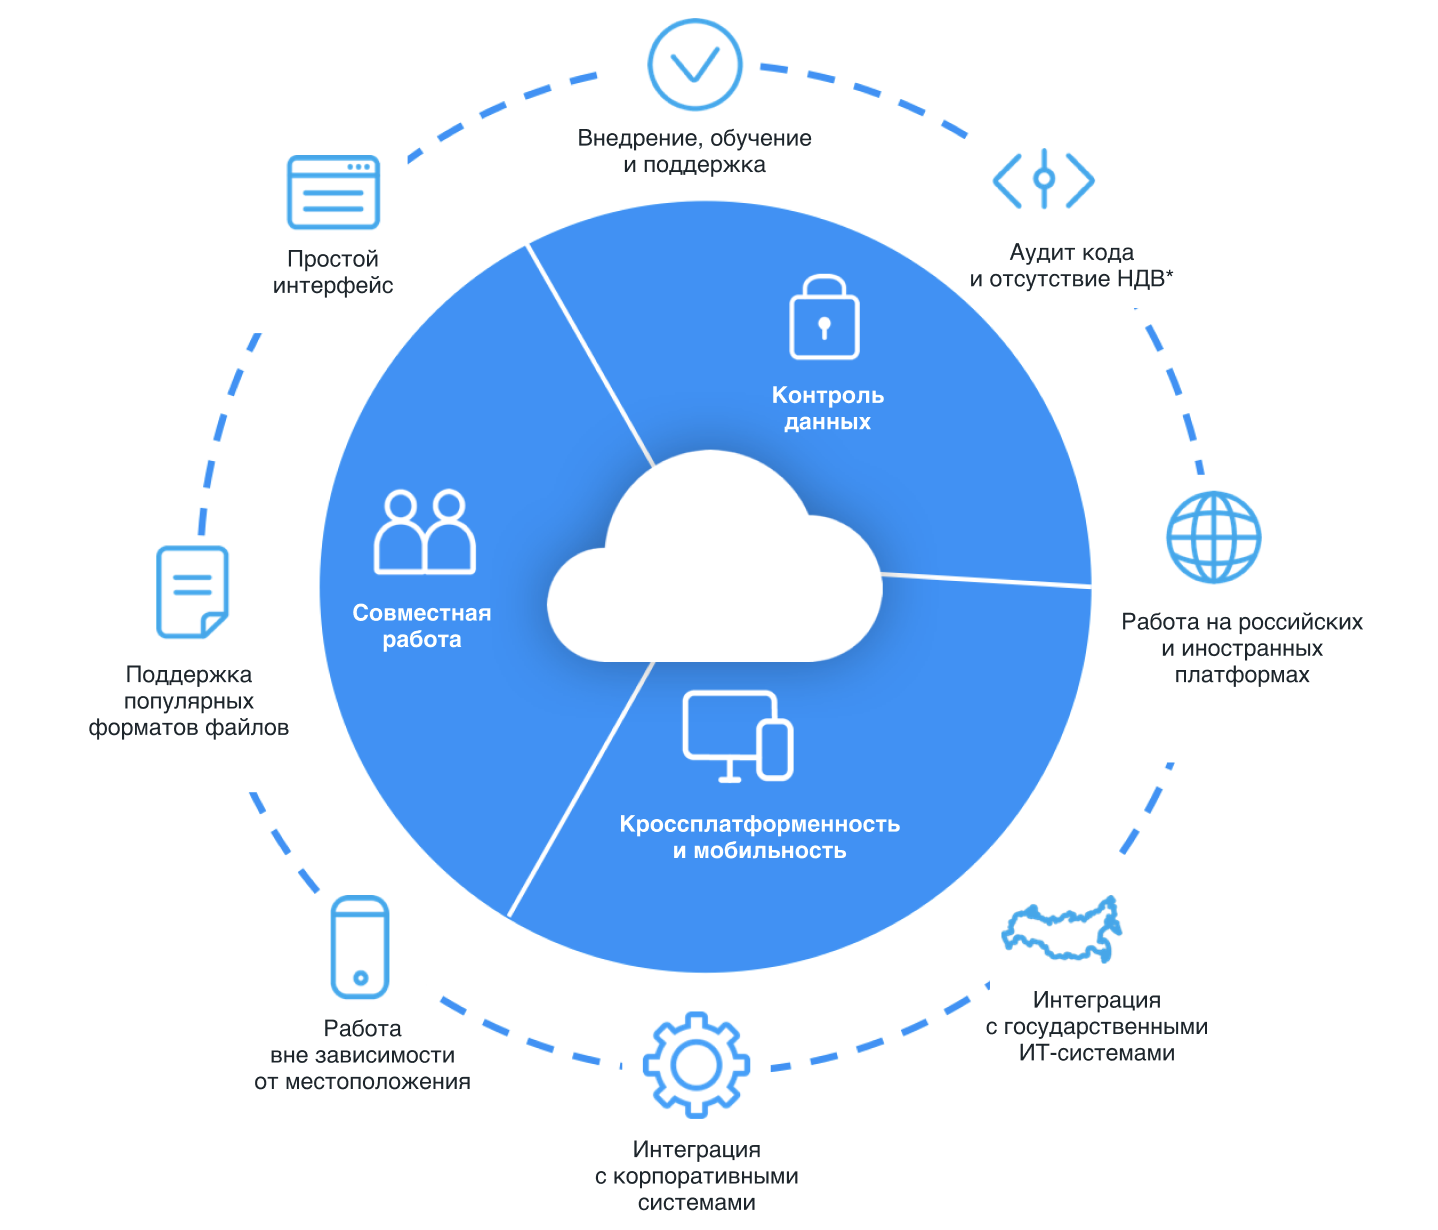 Внедрение, обучение
и поддержка
Аудит кода
и отсутствие НДВ*
Простой
интерфейс
Контроль
данных
Совместная
работа
Работа на российских
и иностранных
платформах
Поддержка
популярных
форматов файлов
Кроссплатформенность
и мобильность
Интеграция
с государственными
ИТ-системами
Работа
вне зависимости
от местоположения
Интеграция
с корпоративными
системами